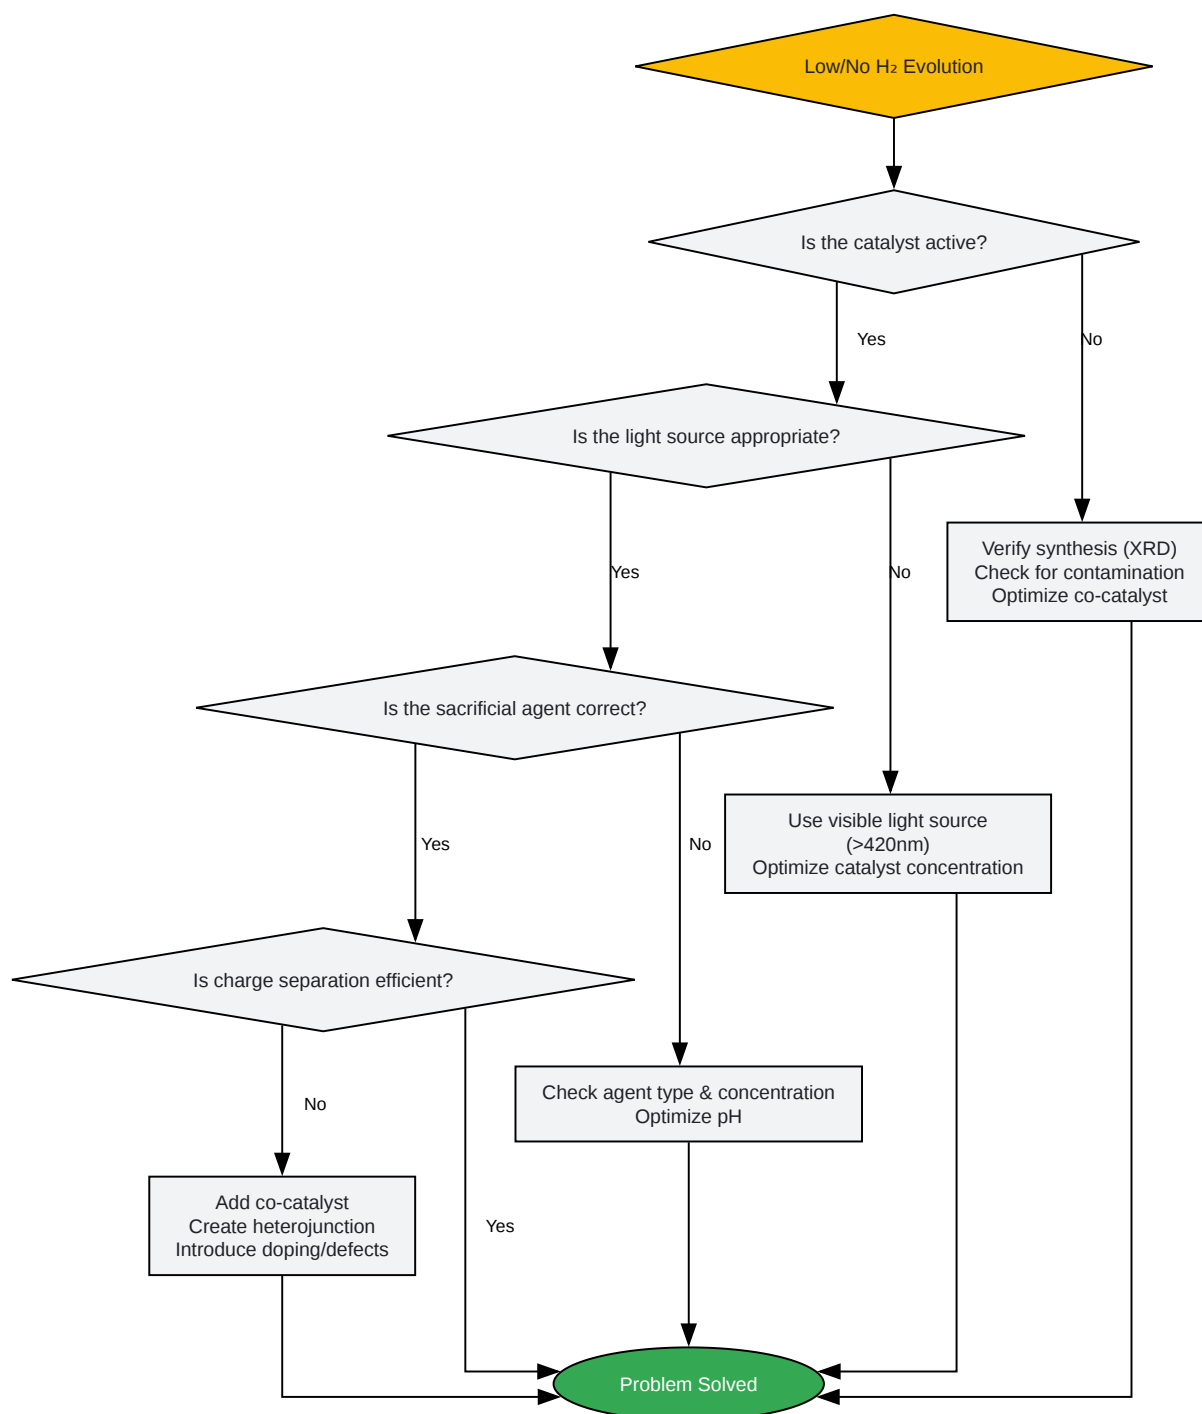 Low/No H₂ Evolution
Is the catalyst active?
Yes
No
Is the light source appropriate?
Yes
No
Verify synthesis (XRD)
Check for contamination
Optimize co-catalyst
Is the sacrificial agent correct?
Yes
No
Use visible light source
(>420nm)
Optimize catalyst concentration
Is charge separation efficient?
No
Yes
Check agent type & concentration
Optimize pH
Add co-catalyst
Create heterojunction
Introduce doping/defects
Problem Solved